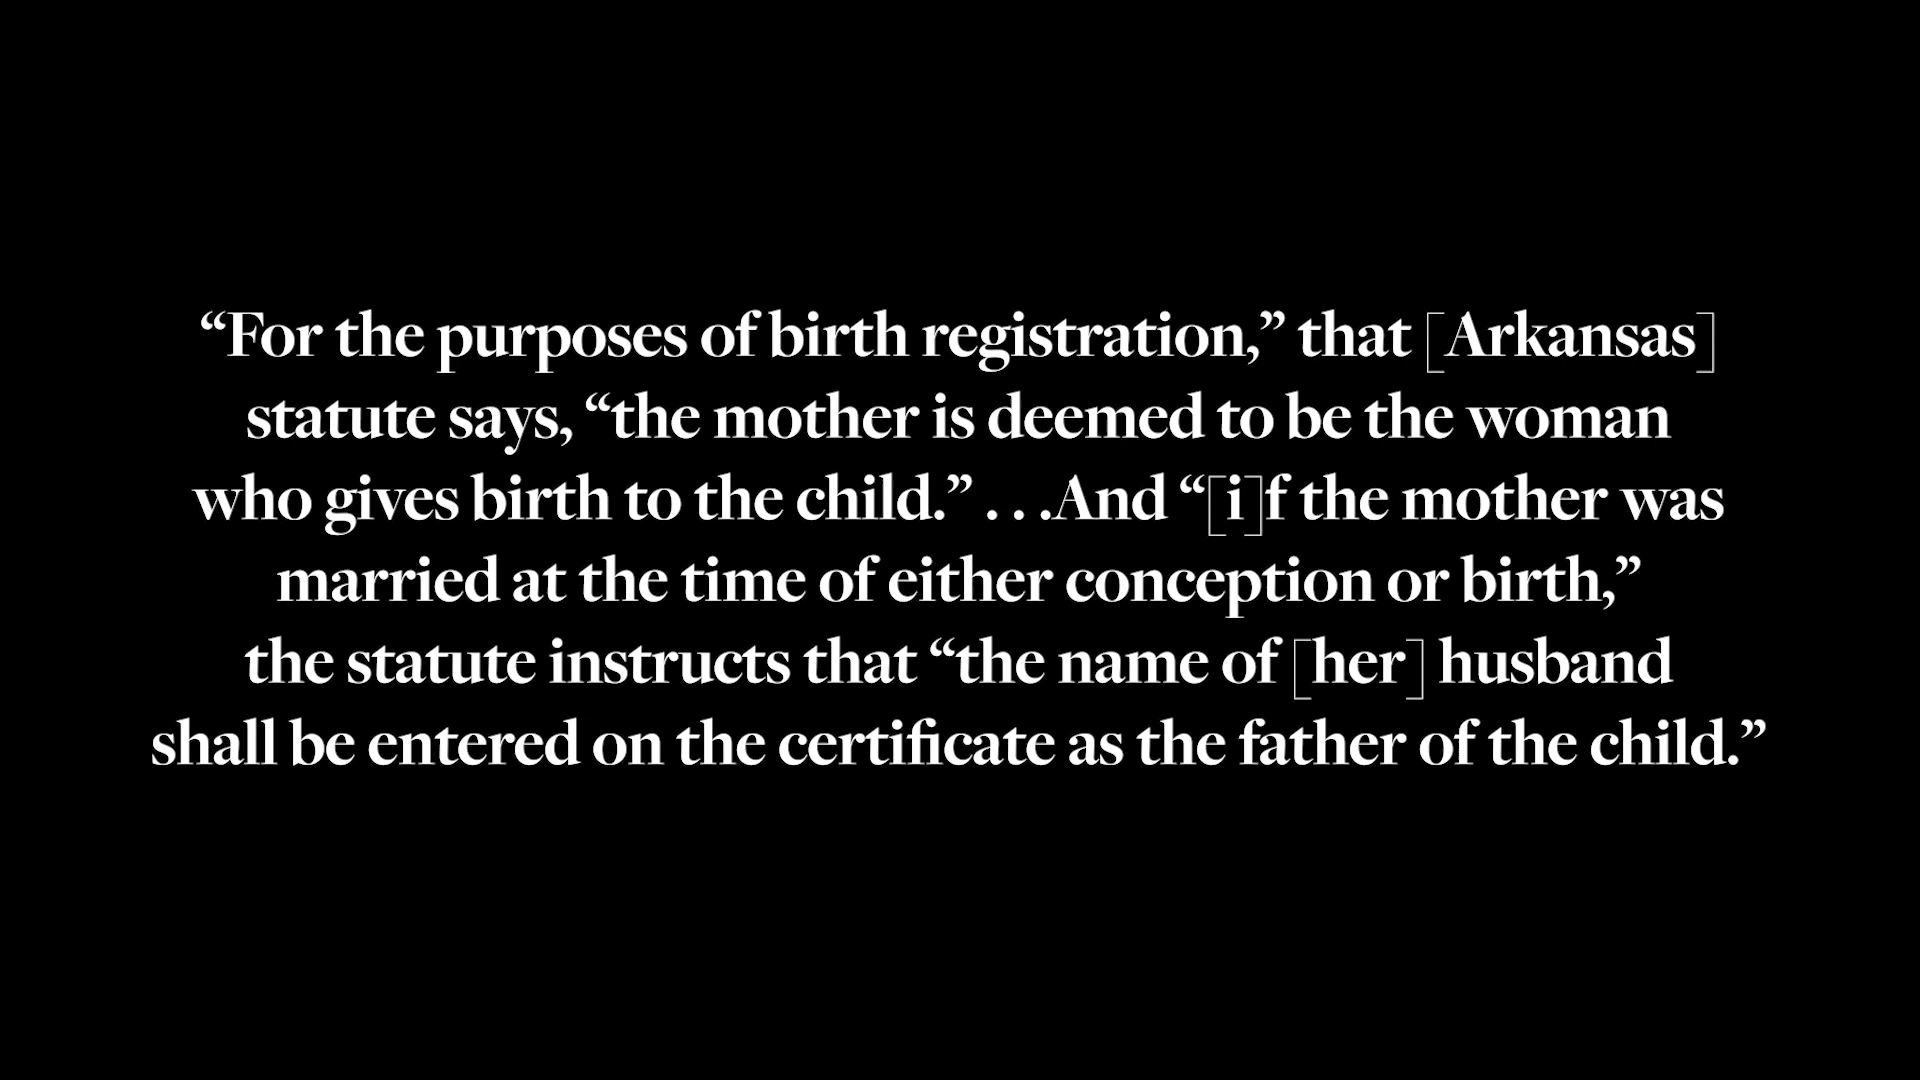 “For the purposes of birth registration,” that [Arkansas]
statute says, “the mother is deemed to be the woman
who gives birth to the child.” . . .And “[i]f the mother was
married at the time of either conception or birth,”
the statute instructs that “the name of [her] husband
shall be entered on the certificate as the father of the child.”